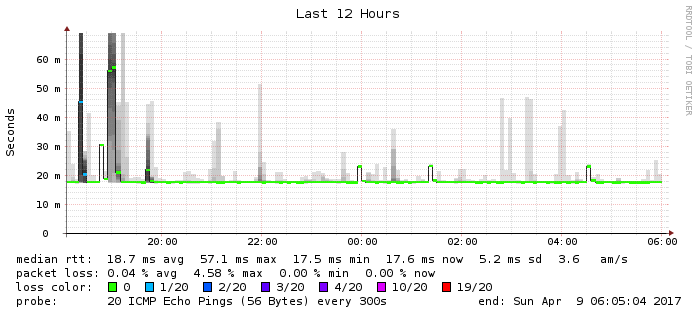 Last 12 Hours
RRDTOOL / TOBI OETIKER
Seconds
60 m
50 m
40 m
30 m
20 m
10 m
0
20:00 22:00 00:00 02:00 04:00 06:00
median rtt: 18.7 ms avg 57.1 ms max 17.5 ms min 17.6 ms now 5.2 ms sd 3.6 am/s
packet loss: 0.04 % avg 4.58 % max 0.00 % min 0.00 % now
loss color: 0 1/20 2/20 3/20 4/20 10/20 19/20
probe: 20 ICMP Echo Pings (56 Bytes) every 300s end: Sun Apr 9 06:05:04 2017